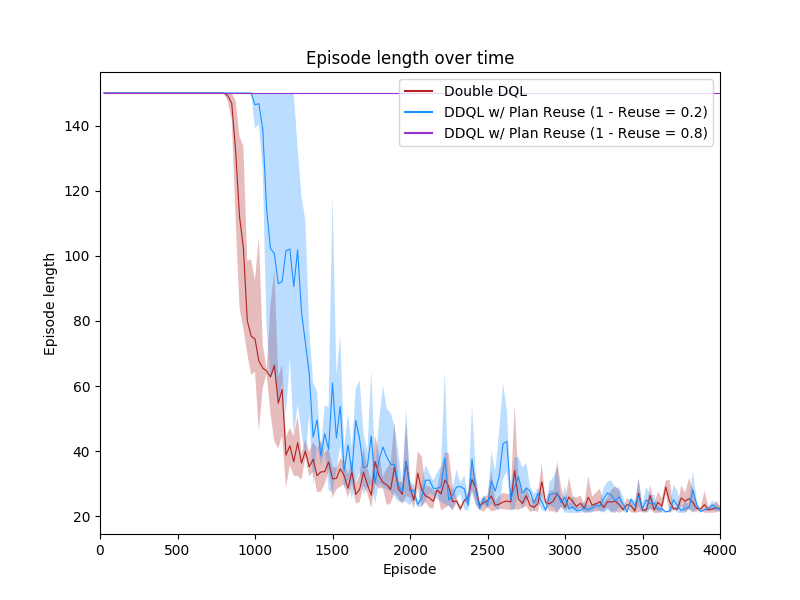 Episode length over time
Double DQL
DDQL w/ Plan Reuse (1 - Reuse = 0.2)
DDQL w/ Plan Reuse (1 - Reuse = 0.8)
Episode length
140
120
100
80
60
40
20
0 500 1000 1500 2000 2500 3000 3500 4000
Episode